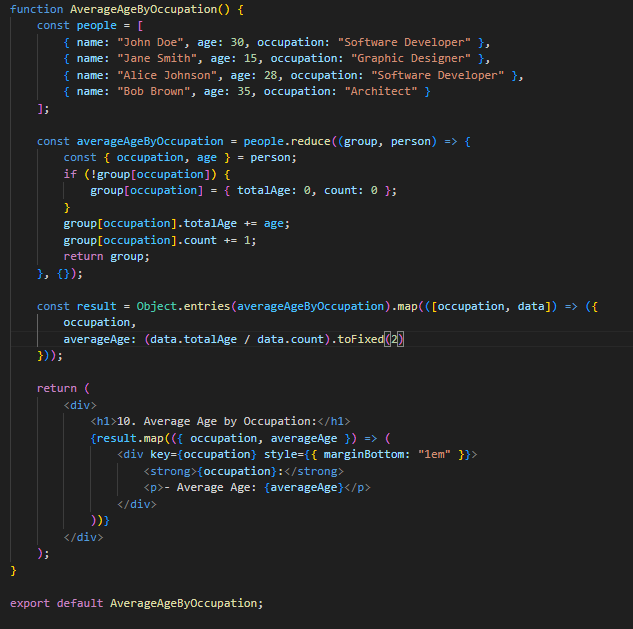 function AverageAgeByOccupation() {
    const people = [
        { name: "John Doe", age: 30, occupation: "Software Developer" },
        { name: "Jane Smith", age: 15, occupation: "Graphic Designer" },
        { name: "Alice Johnson", age: 28, occupation: "Software Developer" },
        { name: "Bob Brown", age: 35, occupation: "Architect" }
    ];

    const averageAgeByOccupation = people.reduce((group, person) => {
        const { occupation, age } = person;
        if (!group[occupation]) {
            group[occupation] = { totalAge: 0, count: 0 };
        }
        group[occupation].totalAge += age;
        group[occupation].count += 1;
        return group;
    }, {});

    const result = Object.entries(averageAgeByOccupation).map(([occupation, data]) => ({
        occupation,
        averageAge: (data.totalAge / data.count).toFixed(2)
    }));

    return (
        <div>
            <h1>10. Average Age by Occupation:</h1>
            {result.map(({ occupation, averageAge }) => (
                <div key={occupation} style={{ marginBottom: "1em" }}>
                    <strong>{occupation}:</strong>
                    <p>- Average Age: {averageAge}</p>
                </div>
            ))}
        </div>
    );
}

export default AverageAgeByOccupation;